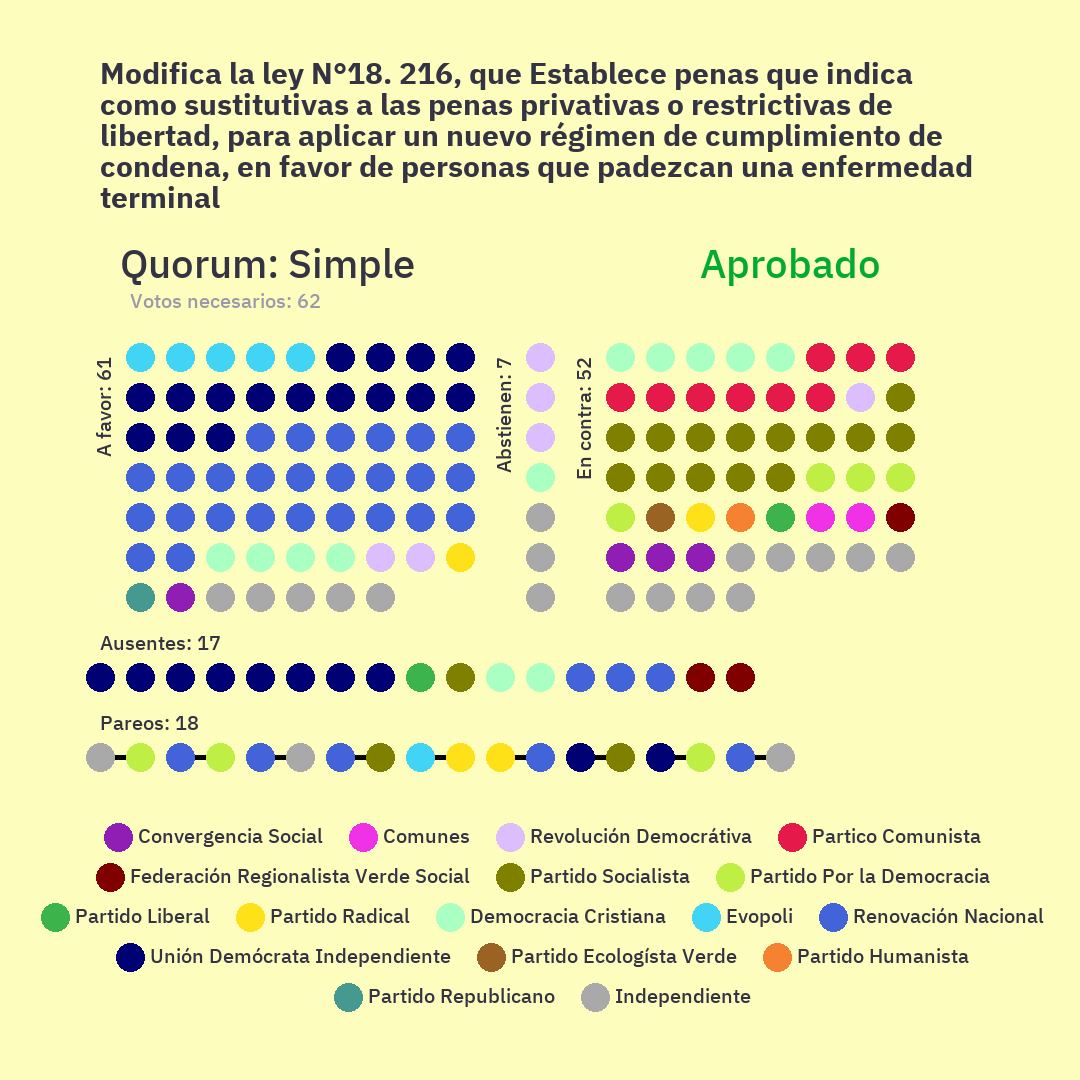 Modifica la ley N°18. 216, que Establece penas que indica
como sustitutivas a las penas privativas o restrictivas de
libertad, para aplicar un nuevo régimen de cumplimiento de
condena, en favor de personas que padezcan una enfermedad
terminal
Quorum: Simple
Aprobado
Votos necesarios: 62
A favor: 61
Abstienen: 7
En contra: 52
Ausentes: 17
Pareos: 18
Convergencia Social Comunes Revolución Democrátiva Partico Comunista
Federación Regionalista Verde Social Partido Socialista Partido Por la Democracia
Partido Liberal Partido Radical Democracia Cristiana Evopoli Renovación Nacional
Unión Demócrata Independiente Partido Ecologísta Verde Partido Humanista
Partido Republicano Independiente